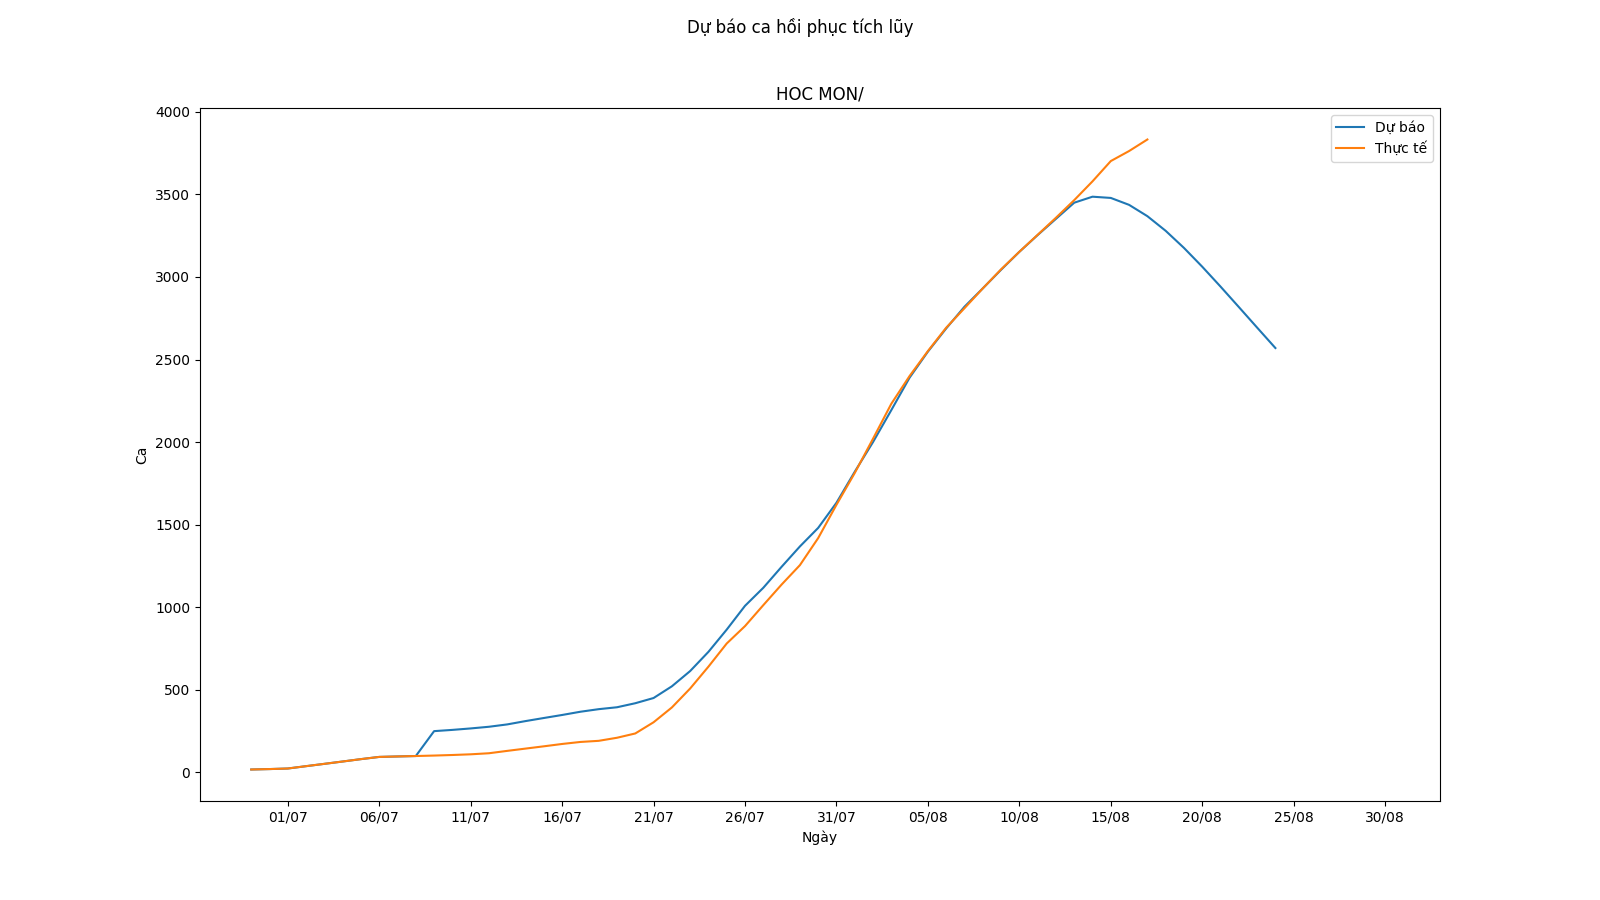 Dự báo ca hồi phục tích lũy
HOC MON/
Dự báo
Thực tế
4000
3500
3000
2500
2000
1500
1000
500
0
Ca
01/07 06/07 11/07 16/07 21/07 26/07 31/07 05/08 10/08 15/08 20/08 25/08 30/08
Ngày